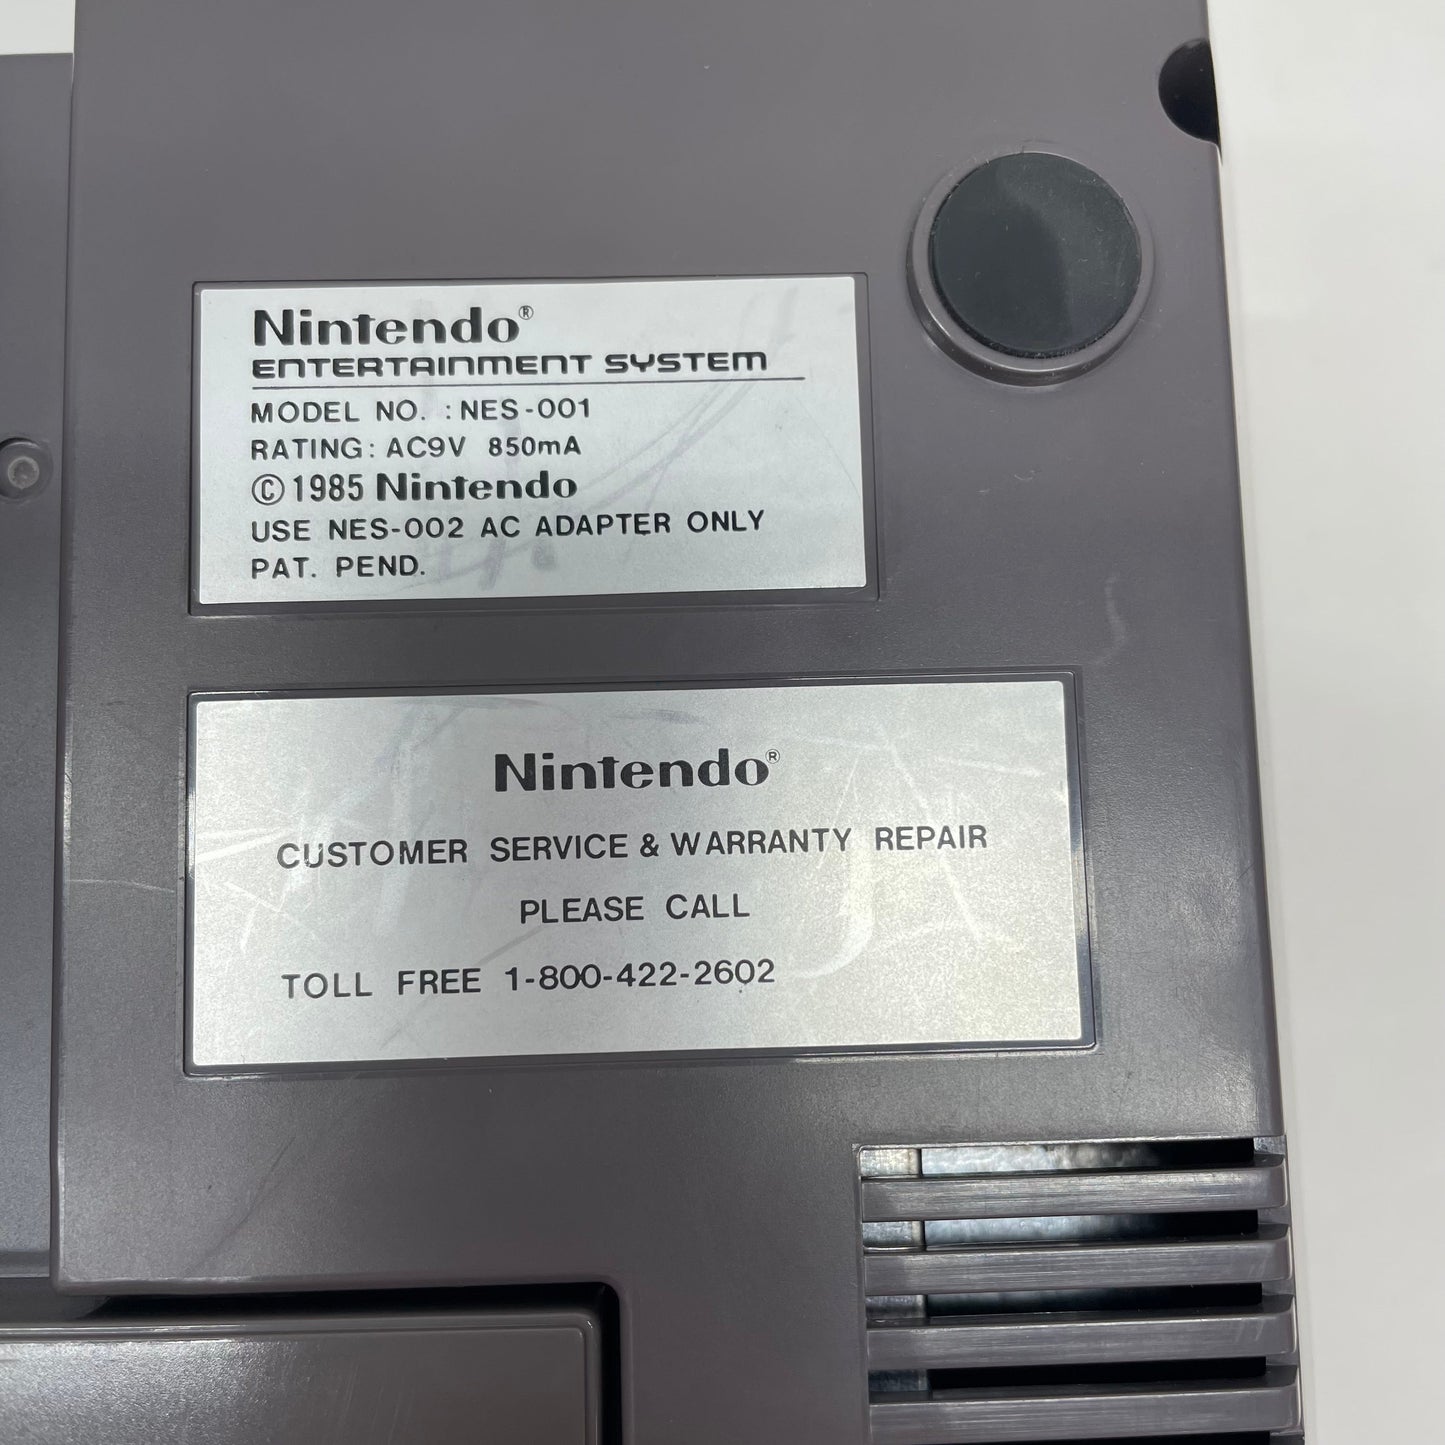 Nintendo®
ENTERTAINMENT SYSTEM
MODEL NO. : NES-001
RATING: AC9V 850mA
©1985 Nintendo
USE NES-002 AC ADAPTER ONLY
PAT. PEND.
Nintendo®
CUSTOMER SERVICE & WARRANTY REPAIR
PLEASE CALL
TOLL FREE 1-800-422-2602